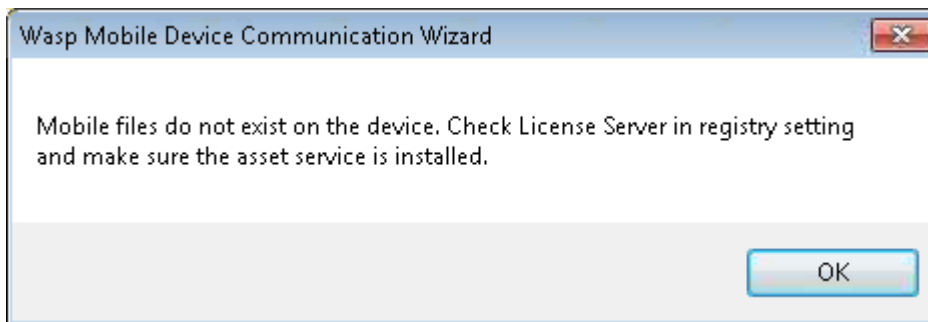 Wasp Mobile Device Communication Wizard
Mobile files do not exist on the device. Check License Server in registry setting
and make sure the asset service is installed.
OK